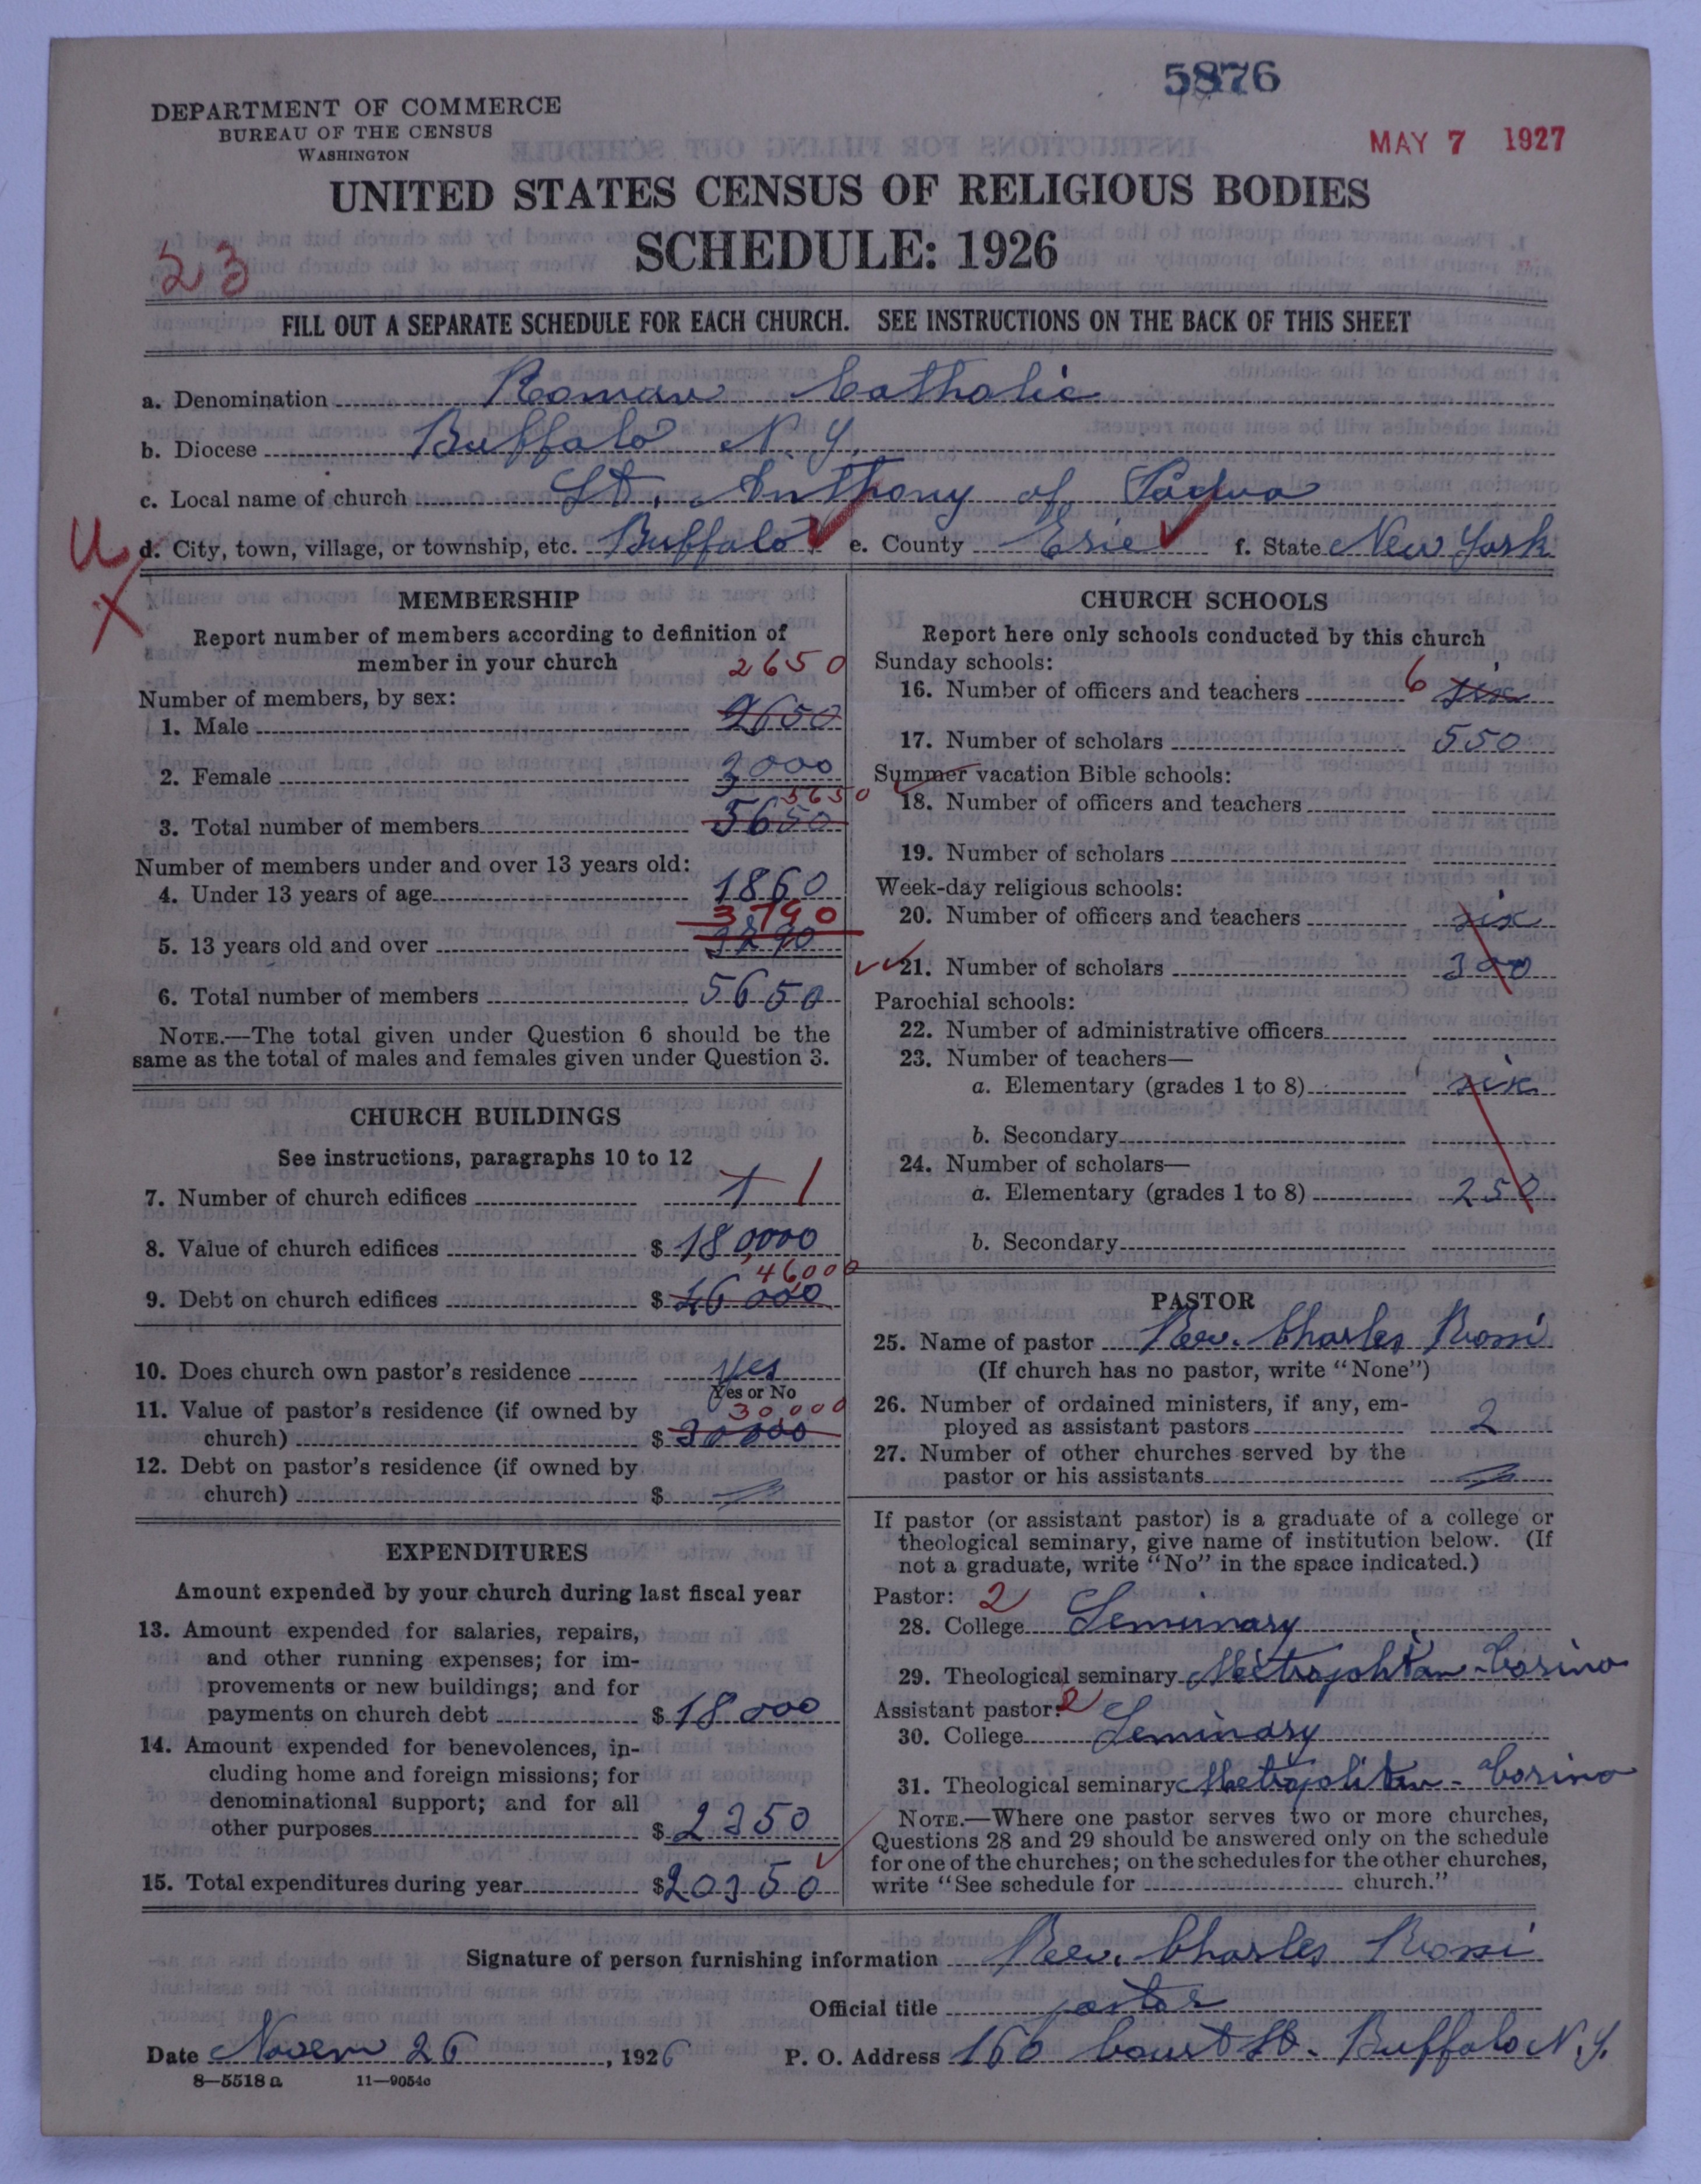 5876
DEPARTMENT OF COMMERCE
BUREAU OF THE CENSUS
WASHINGTON
MAY 7 1927
UNITED STATES CENSUS OF RELIGIOUS BODIES
SCHEDULE: 1926
23
FILL OUT A SEPARATE SCHEDULE FOR EACH CHURCH. SEE INSTRUCTIONS ON THE BACK OF THIS SHEET
a. Denomination Roman Catholic
b. Diocese Buffalo N. Y.
c. Local name of church St. Anthony of Padua
U d. City, town, village, or township, etc. Buffalo e. County Erie f. State New York
X
MEMBERSHIP
Report number of members according to definition of
member in your church
2650
Number of members, by sex:
1. Male 2650
2. Female 3000
5650
3. Total number of members 5650
Number of members under and over 13 years old:
4. Under 13 years of age 1860
3790
5. 13 years old and over
6. Total number of members 5650
NOTE.—The total given under Question 6 should be the
same as the total of males and females given under Question 3.
CHURCH BUILDINGS
See instructions, paragraphs 10 to 12
7. Number of church edifices 1 1
8. Value of church edifices $ 18,0000
46,000
9. Debt on church edifices $ 46 000
10. Does church own pastor's residence yes
Yes or No
11. Value of pastor's residence (if owned by
30,000
church) $ 30000
12. Debt on pastor's residence (if owned by
church) $
EXPENDITURES
Amount expended by your church during last fiscal year
13. Amount expended for salaries, repairs,
and other running expenses; for im-
provements or new buildings; and for
payments on church debt $ 18 000
14. Amount expended for benevolences, in-
cluding home and foreign missions; for
denominational support; and for all
other purposes $ 2350
15. Total expenditures during year $ 20350
CHURCH SCHOOLS
Report here only schools conducted by this church
Sunday schools:
16. Number of officers and teachers 6 six
17. Number of scholars 550
Summer vacation Bible schools:
18. Number of officers and teachers
19. Number of scholars
Week-day religious schools:
20. Number of officers and teachers six
21. Number of scholars 300
Parochial schools:
22. Number of administrative officers
23. Number of teachers—
a. Elementary (grades 1 to 8) six
b. Secondary
24. Number of scholars—
a. Elementary (grades 1 to 8) 250
b. Secondary
PASTOR
25. Name of pastor Rev. Charles Rossi
(If church has no pastor, write "None")
26. Number of ordained ministers, if any, em-
ployed as assistant pastors 2
27. Number of other churches served by the
pastor or his assistants
If pastor (or assistant pastor) is a graduate of a college or
theological seminary, give name of institution below. (If
not a graduate, write "No" in the space indicated.)
Pastor: 2
28. College Seminary
29. Theological seminary Metropolitan-Torino
Assistant pastor: 2
30. College Seminary
31. Theological seminary Metropolitan - Torino
NOTE.—Where one pastor serves two or more churches,
Questions 28 and 29 should be answered only on the schedule
for one of the churches; on the schedules for the other churches,
write "See schedule for church."
Signature of person furnishing information Rev. Charles Rossi
Official title pastor
Date Novem 26, 1926 P. O. Address 160 Court St. Buffalo N. Y.
8—5518 a 11—9054c